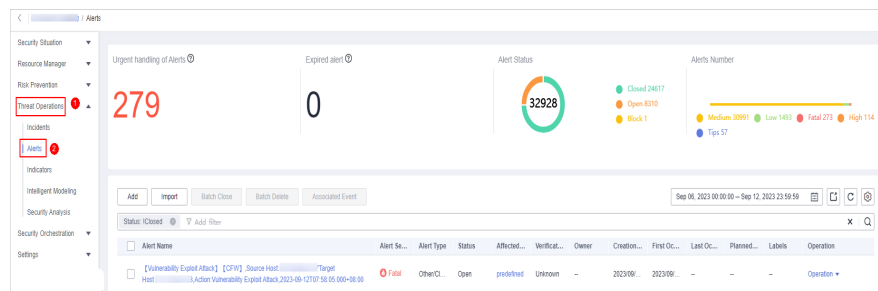 / Alerts
Security Situation
Resource Manager
Risk Prevention
Threat Operations 1
Incidents
Alerts 2
Indicators
Intelligent Modeling
Security Analysis
Security Orchestration
Settings
Urgent handling of Alerts
279
Expired alert
0
Alert Status
32928
Closed 24617
Open 8310
Block 1
Alerts Number
Medium 30991 Low 1493 Fatal 273 High 114
Tips 57
Add Import Batch Close Batch Delete Associated Event
Sep 06, 2023 00:00:00 – Sep 12, 2023 23:59:59
Status: !Closed Add filter
Alert Name Alert Se... Alert Type Status Affected... Verificat... Owner Creation... First Oc... Last Oc... Planned... Labels Operation
【Vulnerability Exploit Attack】【CFW】,Source Host: 'Target
Host ,Action Vulnerability Exploit Attack,2023-09-12T07:58:05.000+08:00
Fatal Other/Cl... Open predefined Unknown – 2023/09/... 2023/09/... – – – Operation